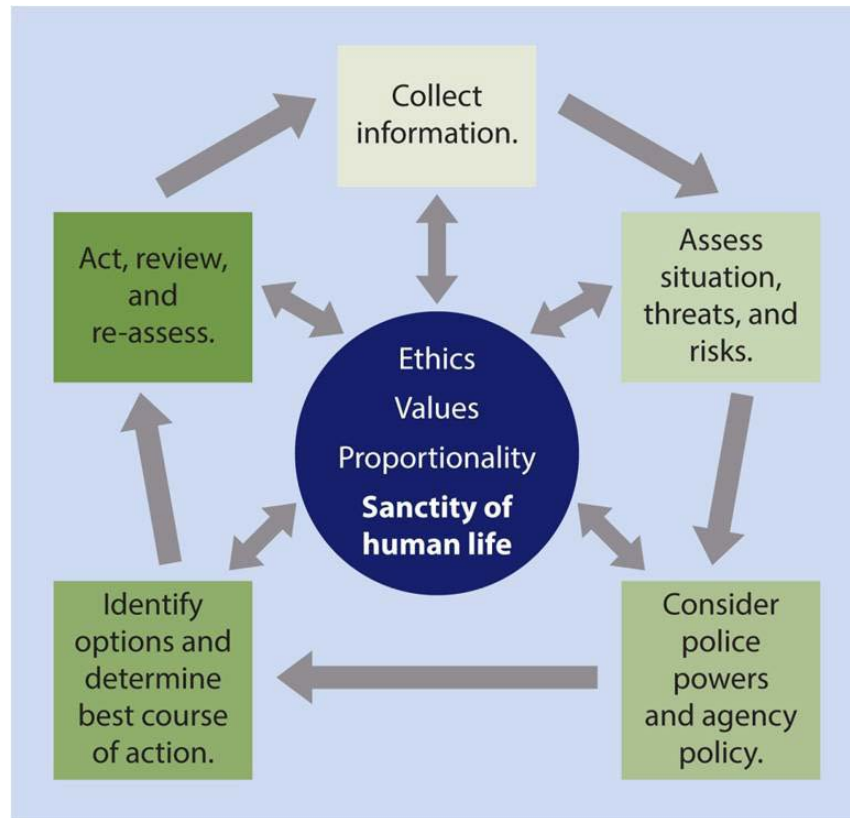 Collect
information.
Assess
situation,
threats, and
risks.
Consider
police
powers
and agency
policy.
Identify
options and
determine
best course
of action.
Act, review,
and
re-assess.
Ethics
Values
Proportionality
Sanctity of
human life